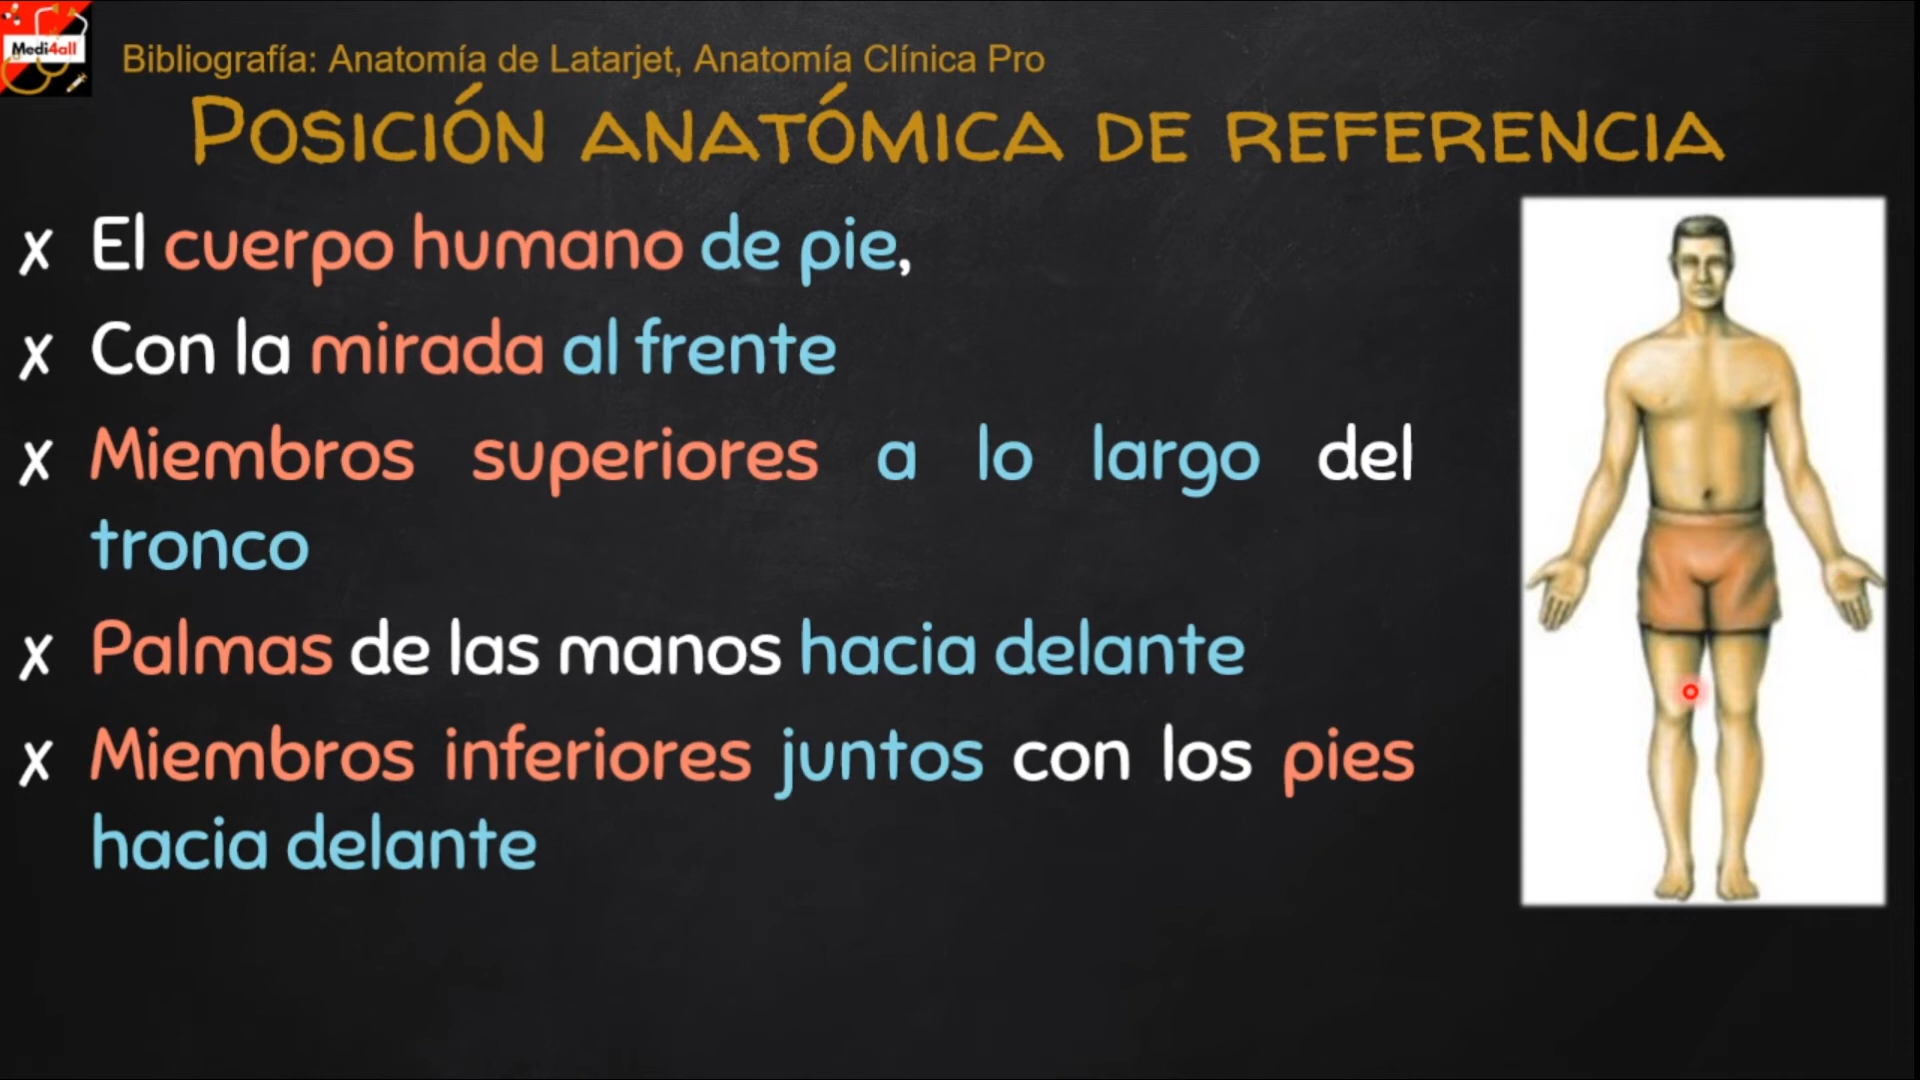 Medi4all
Bibliografía: Anatomía de Latarjet, Anatomía Clínica Pro
POSICIÓN ANATÓMICA DE REFERENCIA
✗ El cuerpo humano de pie,
✗ Con la mirada al frente
✗ Miembros superiores a lo largo del
tronco
✗ Palmas de las manos hacia delante
✗ Miembros inferiores juntos con los pies
hacia delante